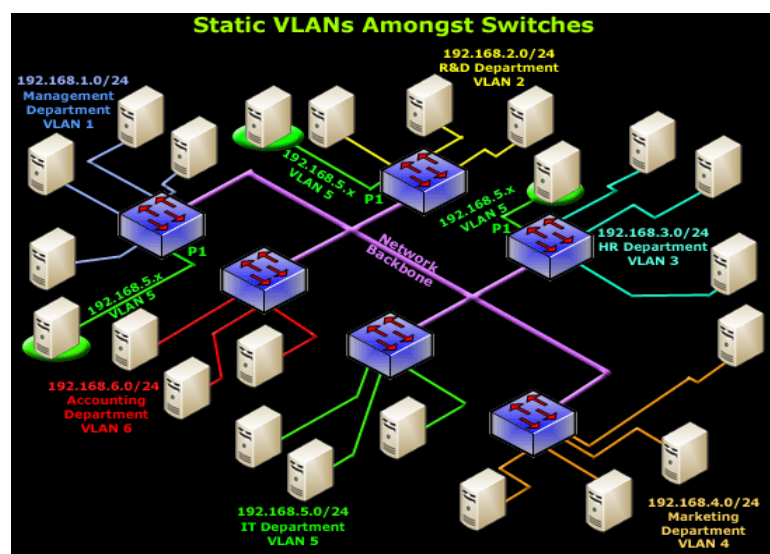 Static VLANs Amongst Switches
192.168.1.0/24
Management
Department
VLAN 1
192.168.2.0/24
R&D Department
VLAN 2
192.168.5.x
VLAN 5
P1
192.168.5.x
VLAN 5
P1
192.168.3.0/24
HR Department
VLAN 3
P1
192.168.5.x
VLAN 5
Network
Backbone
192.168.6.0/24
Accounting
Department
VLAN 6
192.168.5.0/24
IT Department
VLAN 5
192.168.4.0/24
Marketing
Department
VLAN 4